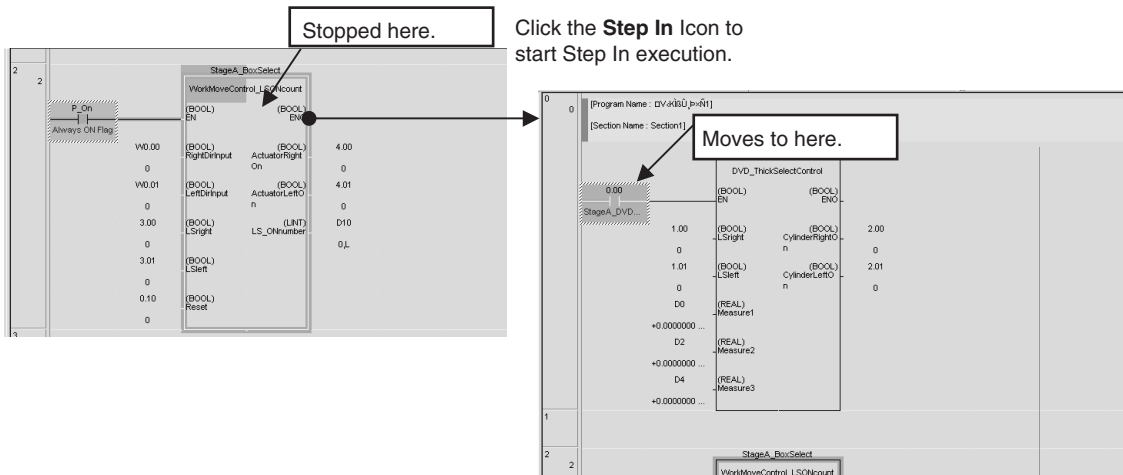 Stopped here.
Click the Step In Icon to
start Step In execution.
2
2
StageA_BoxSelect
WorkMoveControl_LSONcount
P_On
Always ON Flag
(BOOL)
EN
(BOOL)
ENO
W0.00
0
(BOOL)
RightDirInput
(BOOL)
ActuatorRight
On
4.00
0
W0.01
0
(BOOL)
LeftDirInput
(BOOL)
ActuatorLeftO
n
4.01
0
3.00
0
(BOOL)
LSright
(LINT)
LS_ONnumber
D10
0,L
3.01
0
(BOOL)
LSleft
0.10
0
(BOOL)
Reset
3
0
0
[Program Name :
[Section Name : Section1]
Moves to here.
DVD_ThickSelectControl
0.00
StageA_DVD...
(BOOL)
EN
(BOOL)
ENO
1.00
0
(BOOL)
LSright
(BOOL)
CylinderRightO
n
2.00
0
1.01
0
(BOOL)
LSleft
(BOOL)
CylinderLeftO
n
2.01
0
D0
+0.0000000 ...
(REAL)
Measure1
D2
+0.0000000 ...
(REAL)
Measure2
D4
+0.0000000 ...
(REAL)
Measure3
1
2
2
StageA_BoxSelect
WorkMoveControl_LSONcount